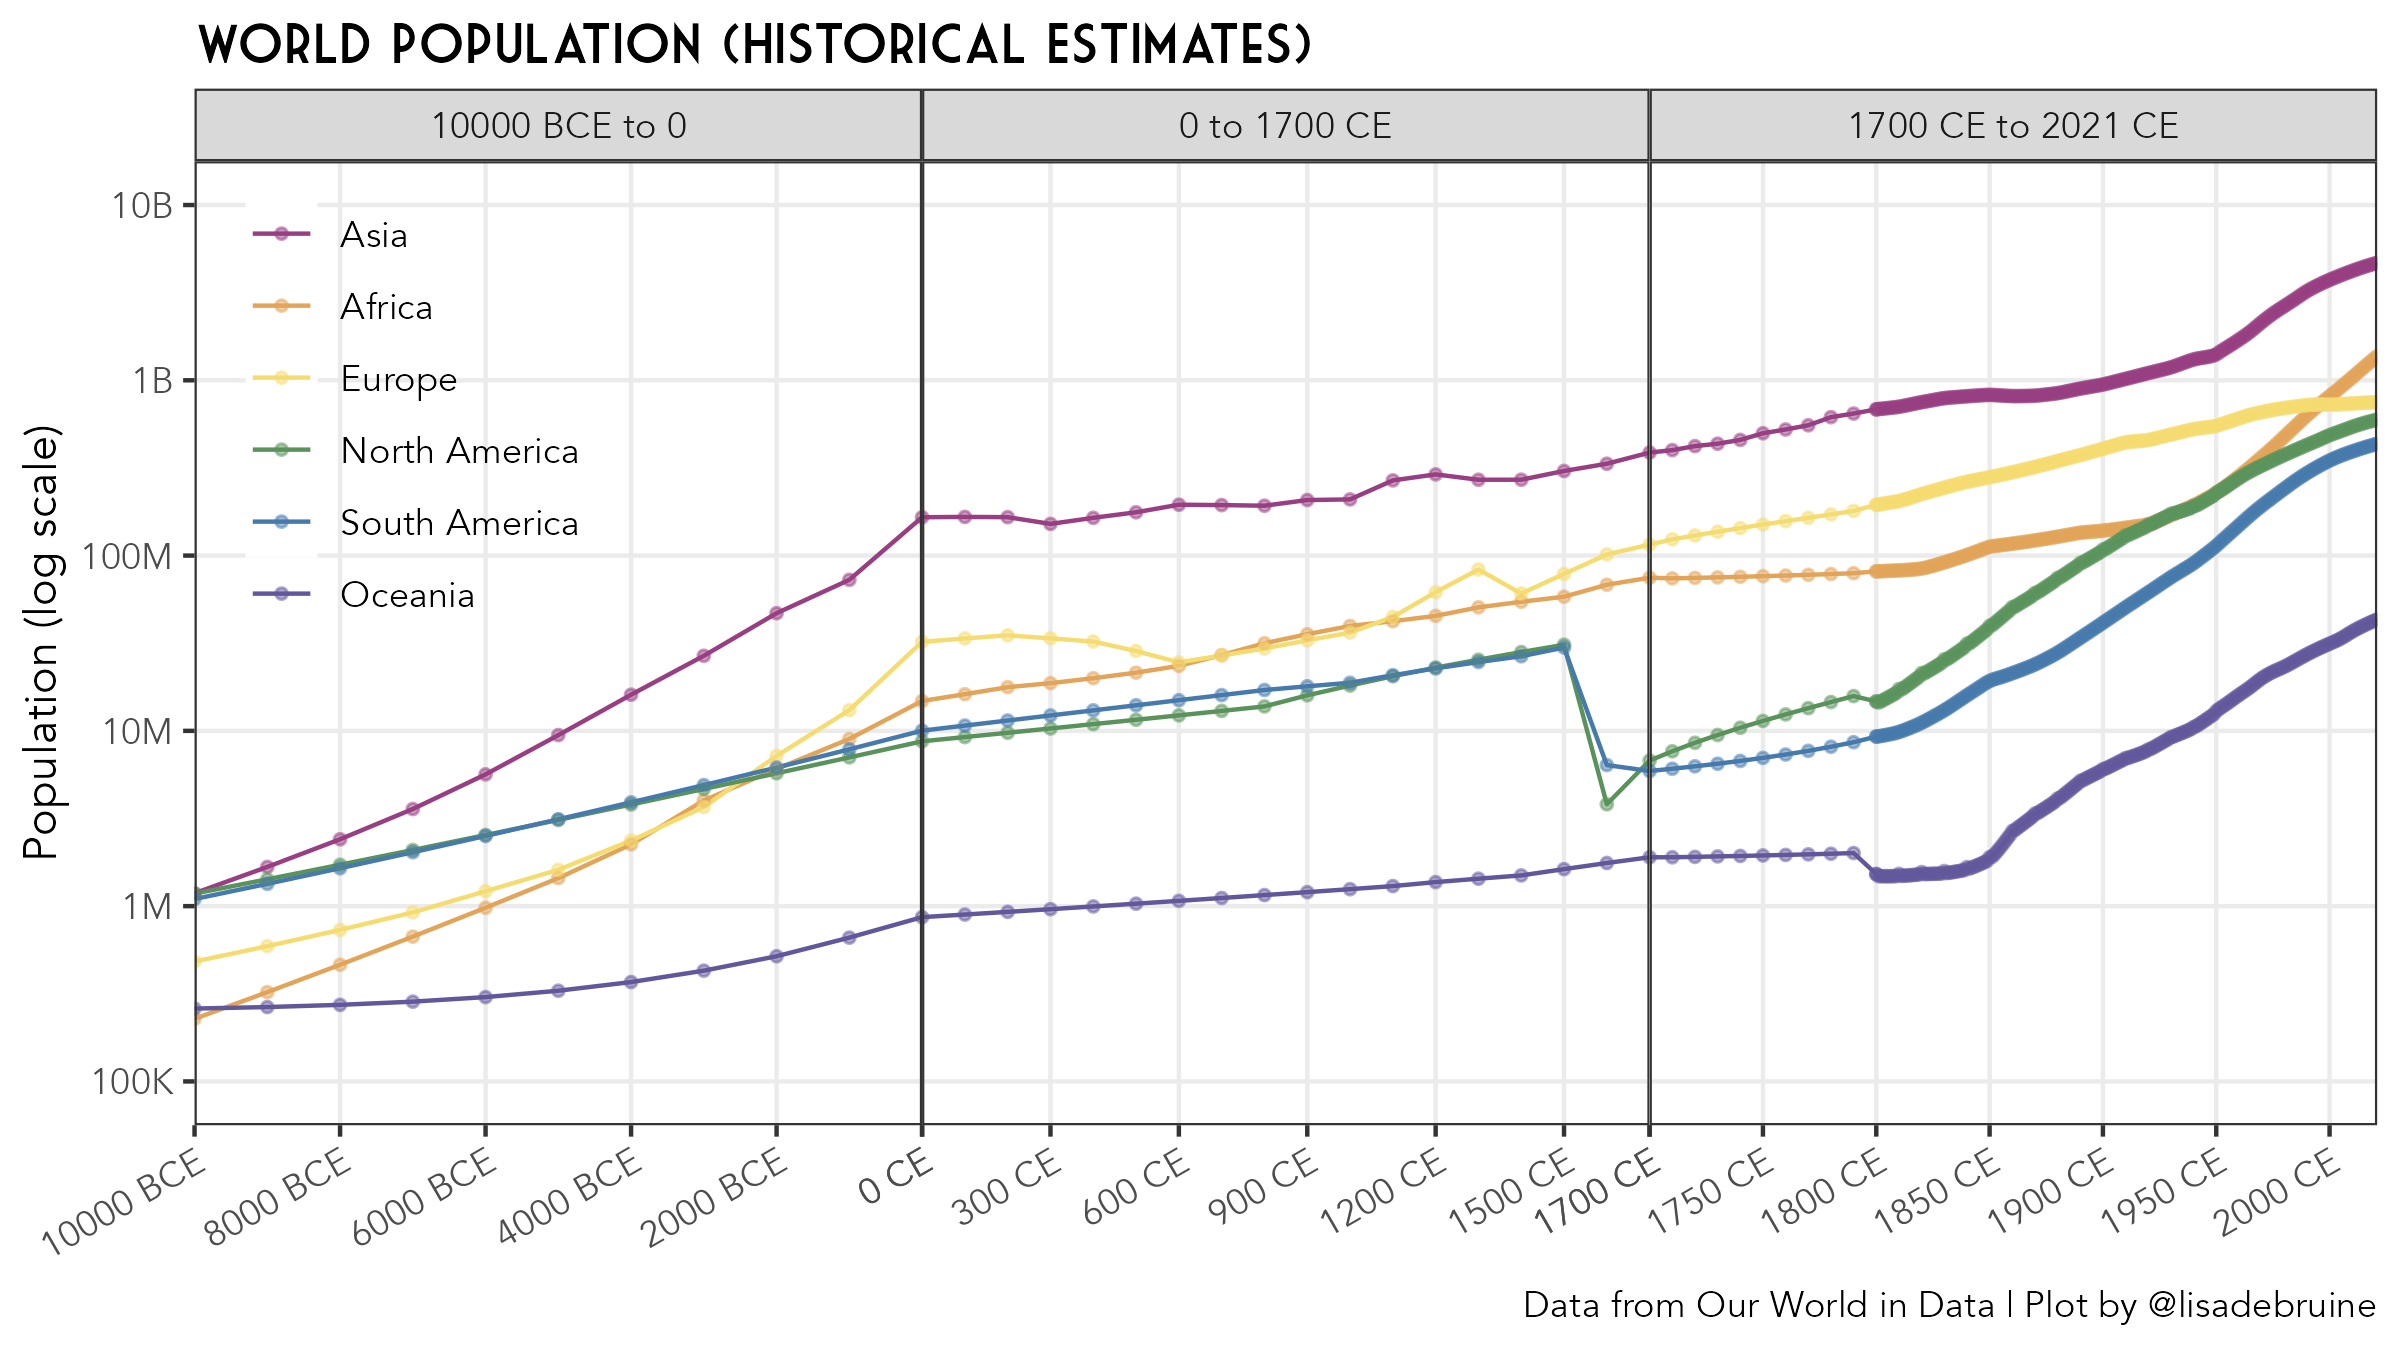 WORLD POPULATION (HISTORICAL ESTIMATES)
10000 BCE to 0
0 to 1700 CE
1700 CE to 2021 CE
Population (log scale)
10B
1B
100M
10M
1M
100K
Asia
Africa
Europe
North America
South America
Oceania
10000 BCE
8000 BCE
6000 BCE
4000 BCE
2000 BCE
0 CE
300 CE
600 CE
900 CE
1200 CE
1500 CE
1700 CE
1750 CE
1800 CE
1850 CE
1900 CE
1950 CE
2000 CE
Data from Our World in Data | Plot by @lisadebruine